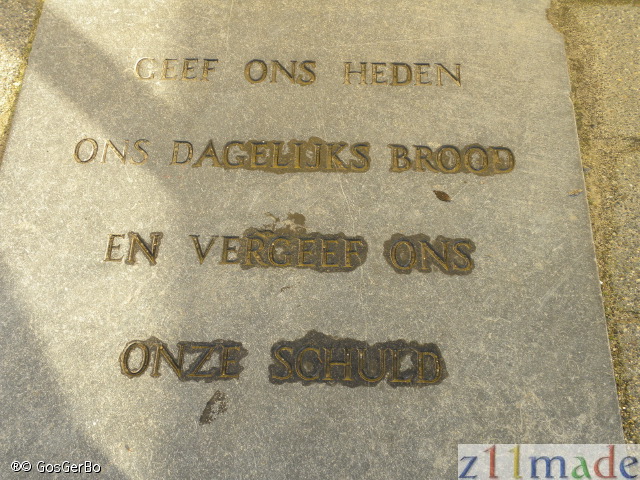 GEEF ONS HEDEN
ONS DAGELIJKS BROOD
EN VERGEEF ONS
ONZE SCHULD
®© GosGerBo
z11made